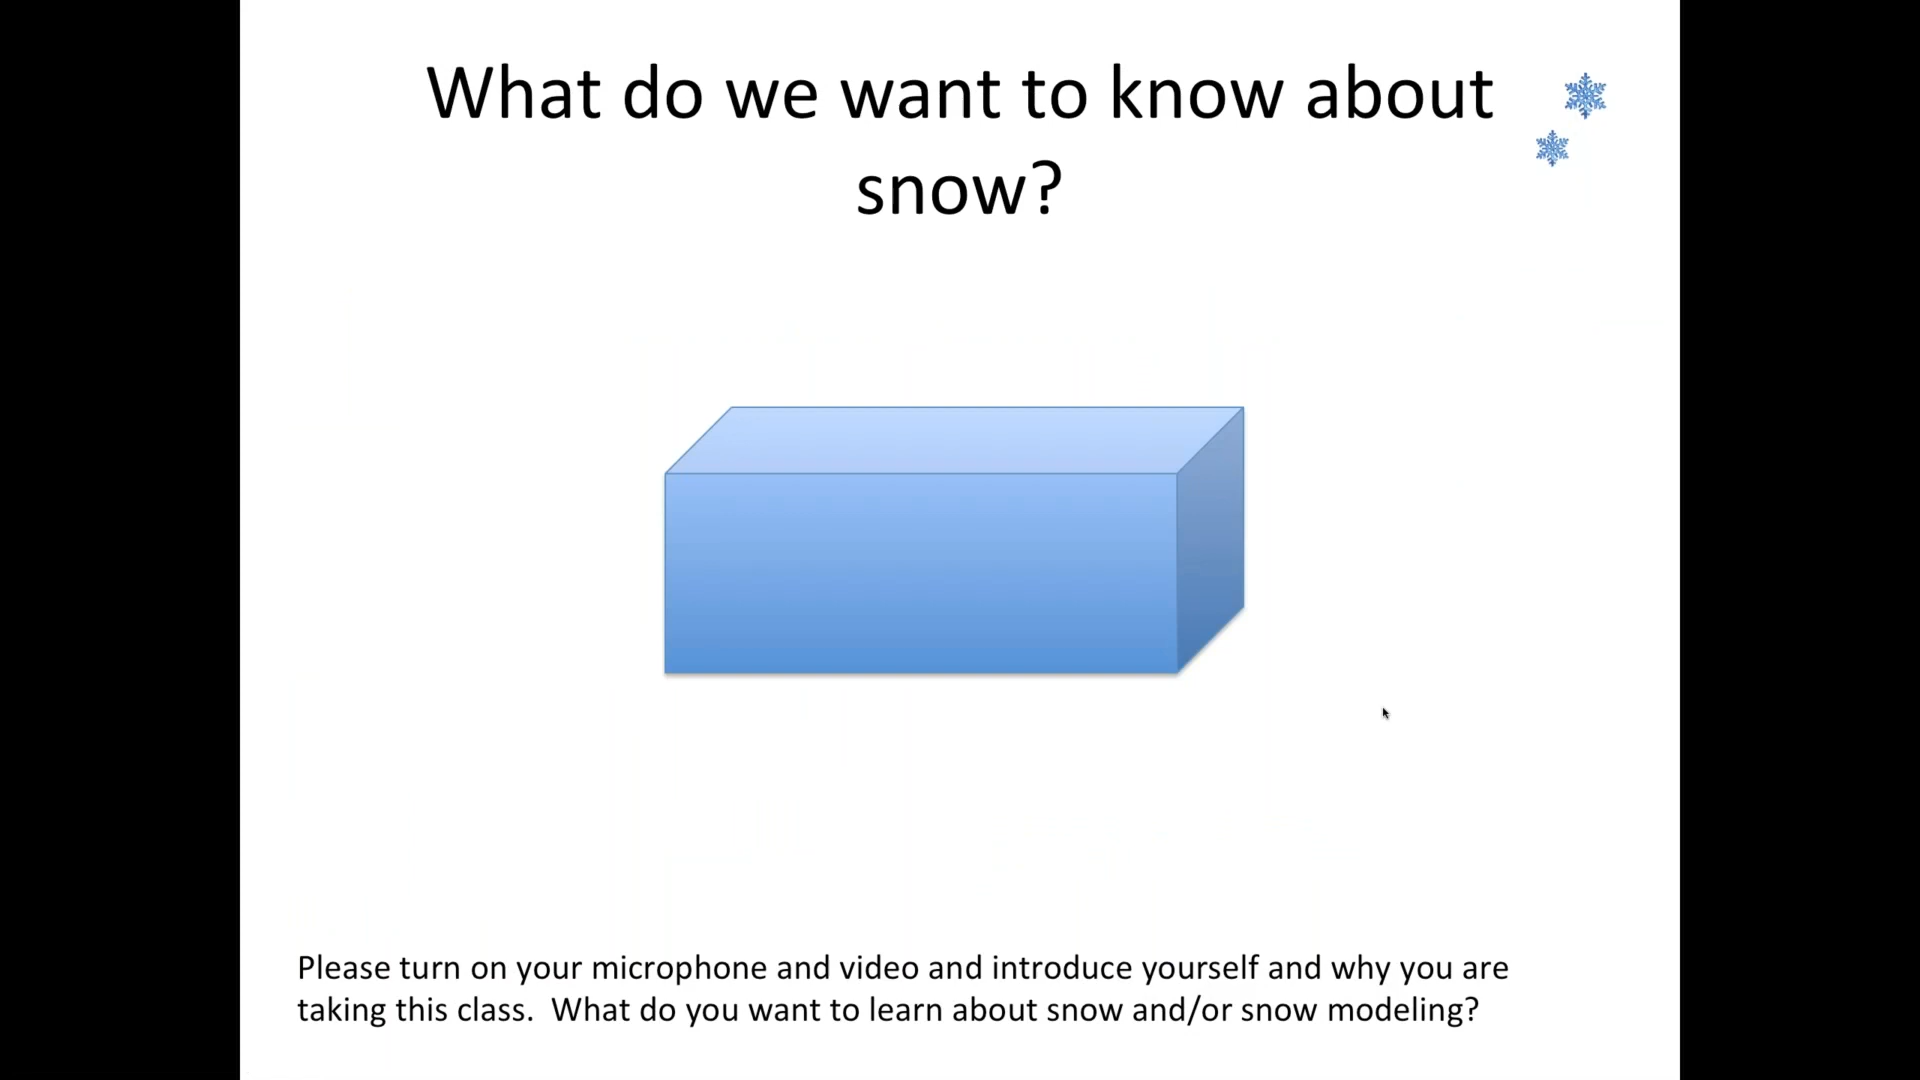 What do we want to know about
snow?
Please turn on your microphone and video and introduce yourself and why you are
taking this class.  What do you want to learn about snow and/or snow modeling?